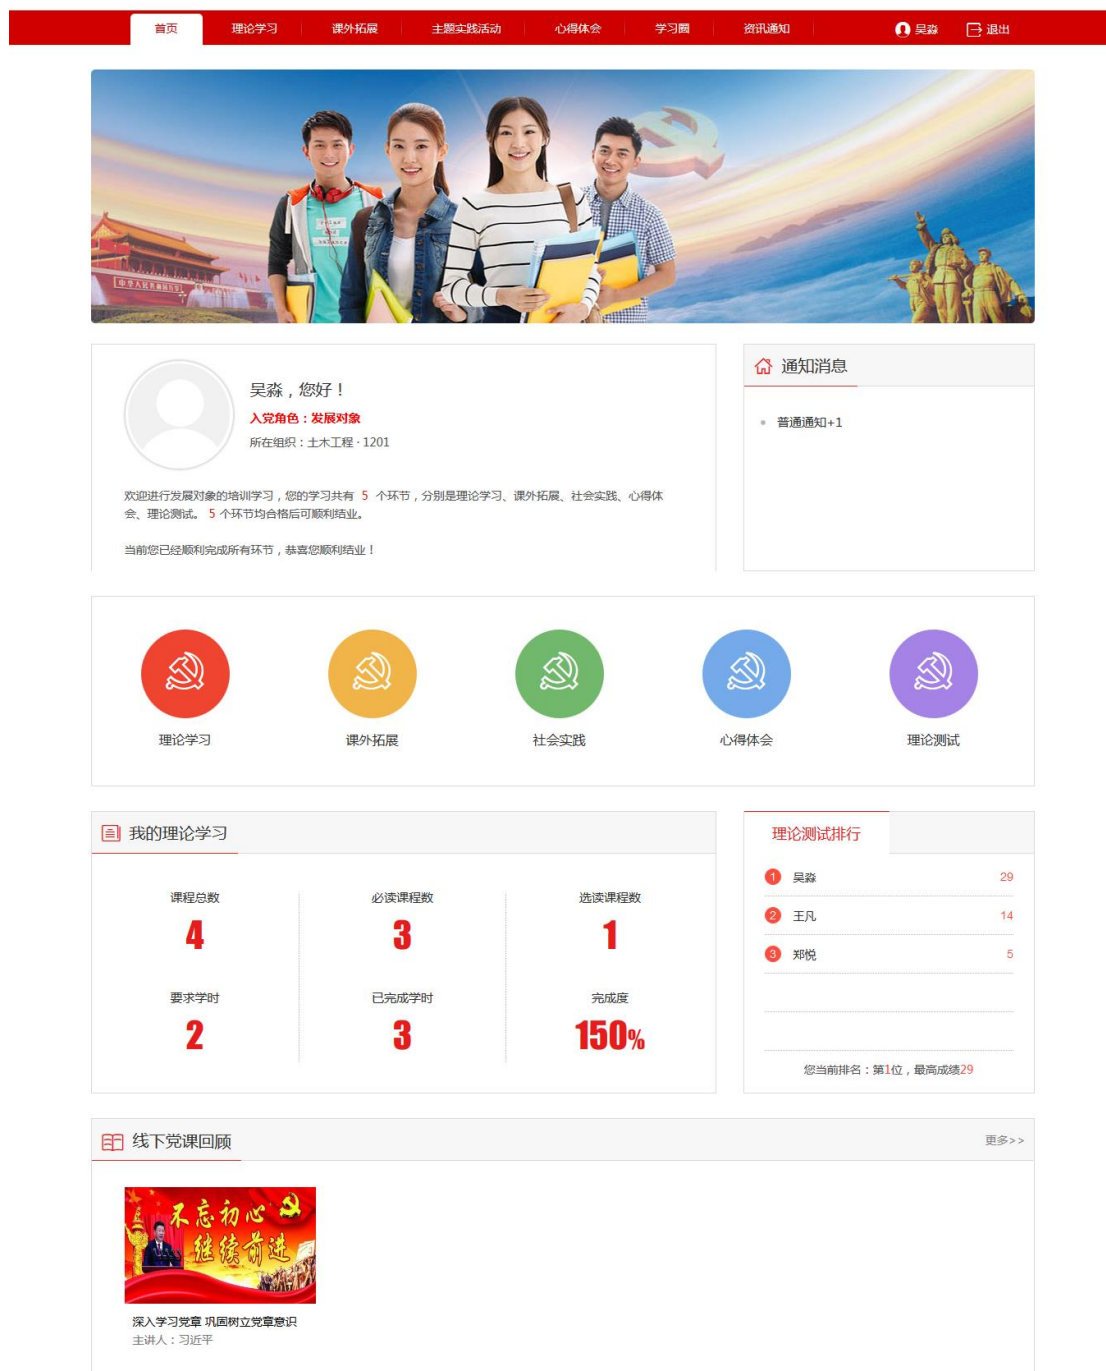 首页 理论学习 课外拓展 主题实践活动 心得体会 学习圈 资讯通知 吴淼 退出
吴淼，您好！
入党角色：发展对象
所在组织：土木工程 · 1201
欢迎进行发展对象的培训学习，您的学习共有 5 个环节，分别是理论学习、课外拓展、社会实践、心得体
会、理论测试。 5 个环节均合格后可顺利结业。
当前您已经顺利完成所有环节，恭喜您顺利结业！
通知消息
普通通知+1
理论学习 课外拓展 社会实践 心得体会 理论测试
我的理论学习
课程总数 必读课程数 选读课程数
4 3 1
要求学时 已完成学时 完成度
2 3 150%
理论测试排行
1 吴淼 29
2 王凡 14
3 郑悦 5
您当前排名：第1位，最高成绩29
线下党课回顾 更多>>
不忘初心
继续前进
深入学习党章 巩固树立党章意识
主讲人：习近平